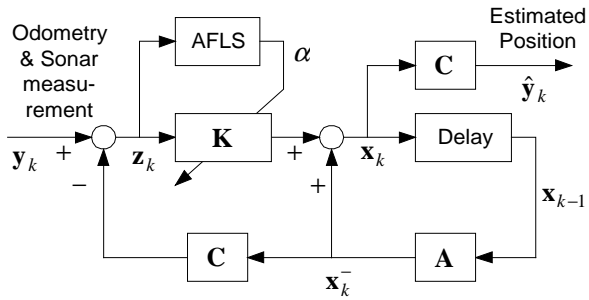 Odometry
& Sonar
measu-
rement
AFLS
α
Estimated
Position
C
ŷ_k
y_k
+
−
z_k
K
+
+
x_k
Delay
x_{k−1}
C
x_k^−
A